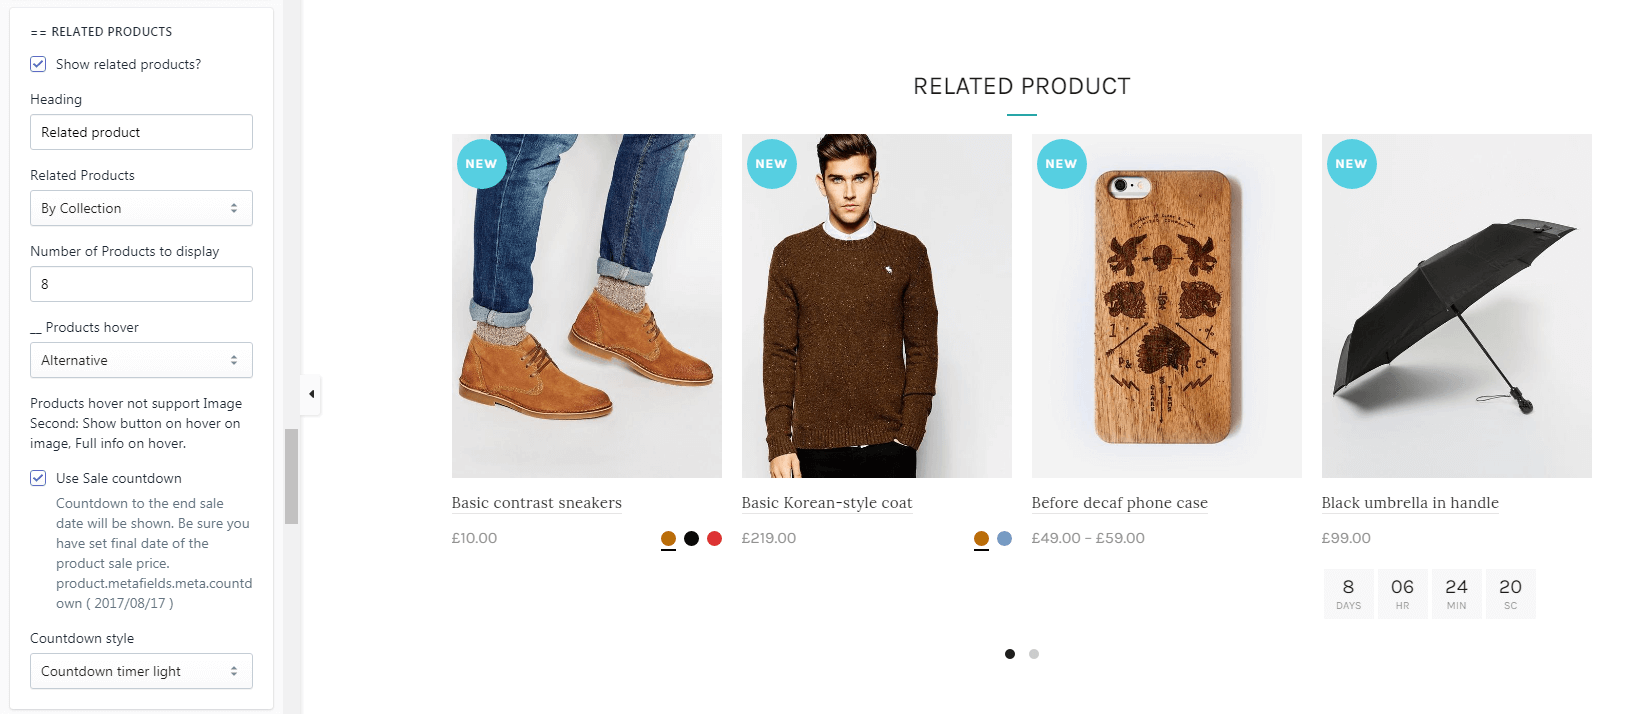 == RELATED PRODUCTS
Show related products?
Heading
Related product
Related Products
By Collection
Number of Products to display
8
__ Products hover
Alternative
Products hover not support Image
Second: Show button on hover on
image, Full info on hover.
Use Sale countdown
Countdown to the end sale
date will be shown. Be sure you
have set final date of the
product sale price.
product.metafields.meta.countd
own ( 2017/08/17 )
Countdown style
Countdown timer light
RELATED PRODUCT
NEW
NEW
NEW
NEW
Basic contrast sneakers
£10.00
Basic Korean-style coat
£219.00
Before decaf phone case
£49.00 – £59.00
Black umbrella in handle
£99.00
8 06 24 20
DAYS HR MIN SC